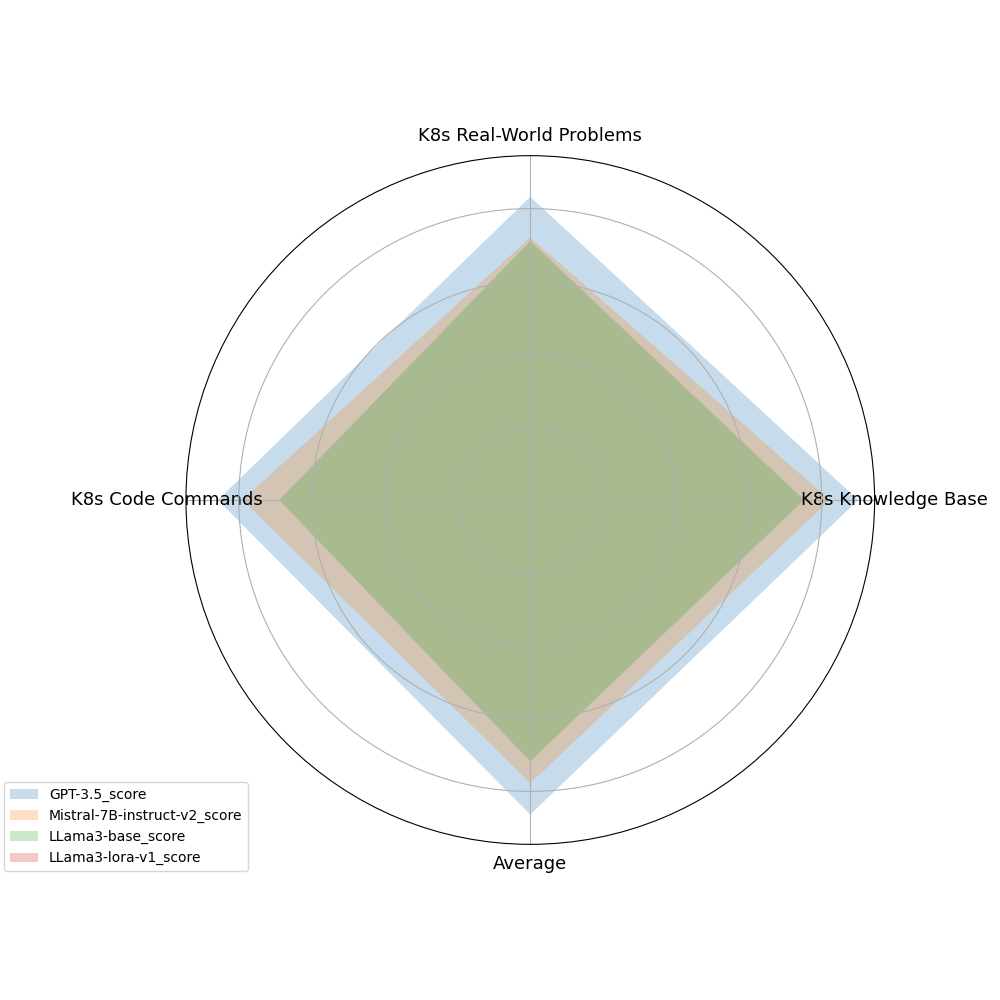 K8s Real-World Problems
K8s Code Commands
K8s Knowledge Base
Average
GPT-3.5_score
Mistral-7B-instruct-v2_score
LLama3-base_score
LLama3-lora-v1_score